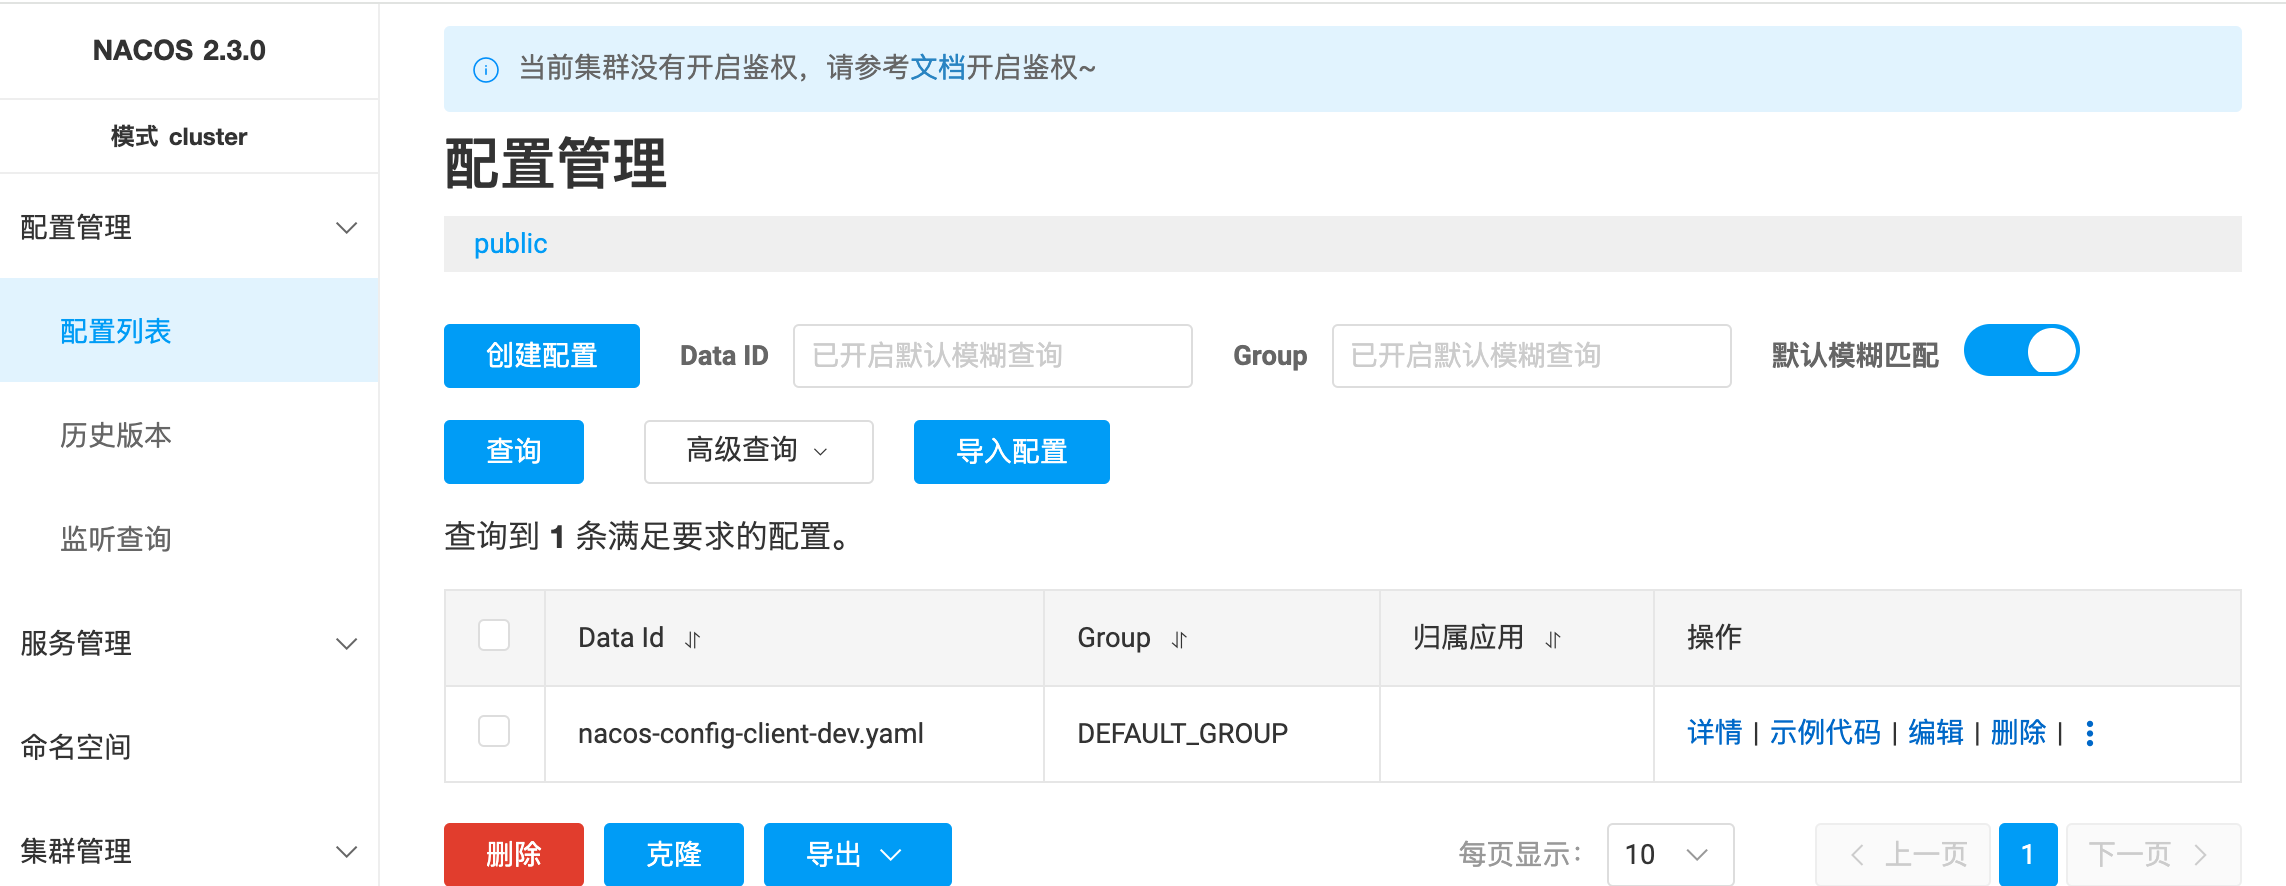 NACOS 2.3.0
模式 cluster
配置管理
配置列表
历史版本
监听查询
服务管理
命名空间
集群管理
当前集群没有开启鉴权，请参考文档开启鉴权~
配置管理
public
创建配置 Data ID 已开启默认模糊查询 Group 已开启默认模糊查询 默认模糊匹配
查询 高级查询 导入配置
查询到 1 条满足要求的配置。
Data Id Group 归属应用 操作
nacos-config-client-dev.yaml DEFAULT_GROUP 详情 | 示例代码 | 编辑 | 删除 |
删除 克隆 导出 每页显示： 10 上一页 1 下一页